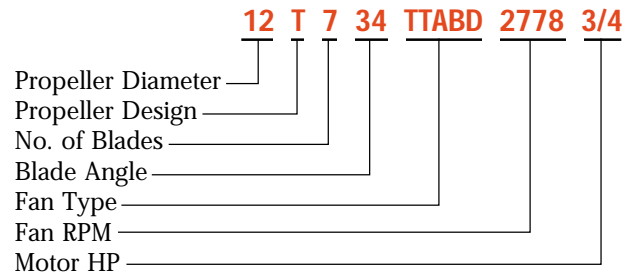 12 T 7 34 TTABD 2778 3/4
Propeller Diameter
Propeller Design
No. of Blades
Blade Angle
Fan Type
Fan RPM
Motor HP